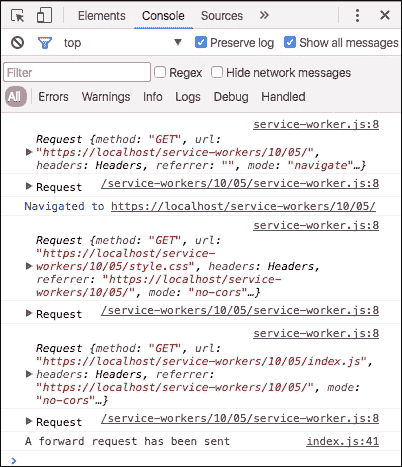 Elements Console Sources »
top Preserve log Show all messages
Filter Regex Hide network messages
All Errors Warnings Info Logs Debug Handled
service-worker.js:8
Request {method: "GET", url:
"https://localhost/service-workers/10/05/",
headers: Headers, referrer: "", mode: "navigate"…}
Request /service-workers/10/05/service-worker.js:8
Navigated to https://localhost/service-workers/10/05/
service-worker.js:8
Request {method: "GET", url:
"https://localhost/service-
workers/10/05/style.css", headers: Headers,
referrer: "https://localhost/service-
workers/10/05/", mode: "no-cors"…}
Request /service-workers/10/05/service-worker.js:8
service-worker.js:8
Request {method: "GET", url:
"https://localhost/service-workers/10/05/index.js",
headers: Headers, referrer:
"https://localhost/service-workers/10/05/", mode:
"no-cors"…}
Request /service-workers/10/05/service-worker.js:8
A forward request has been sent index.js:41